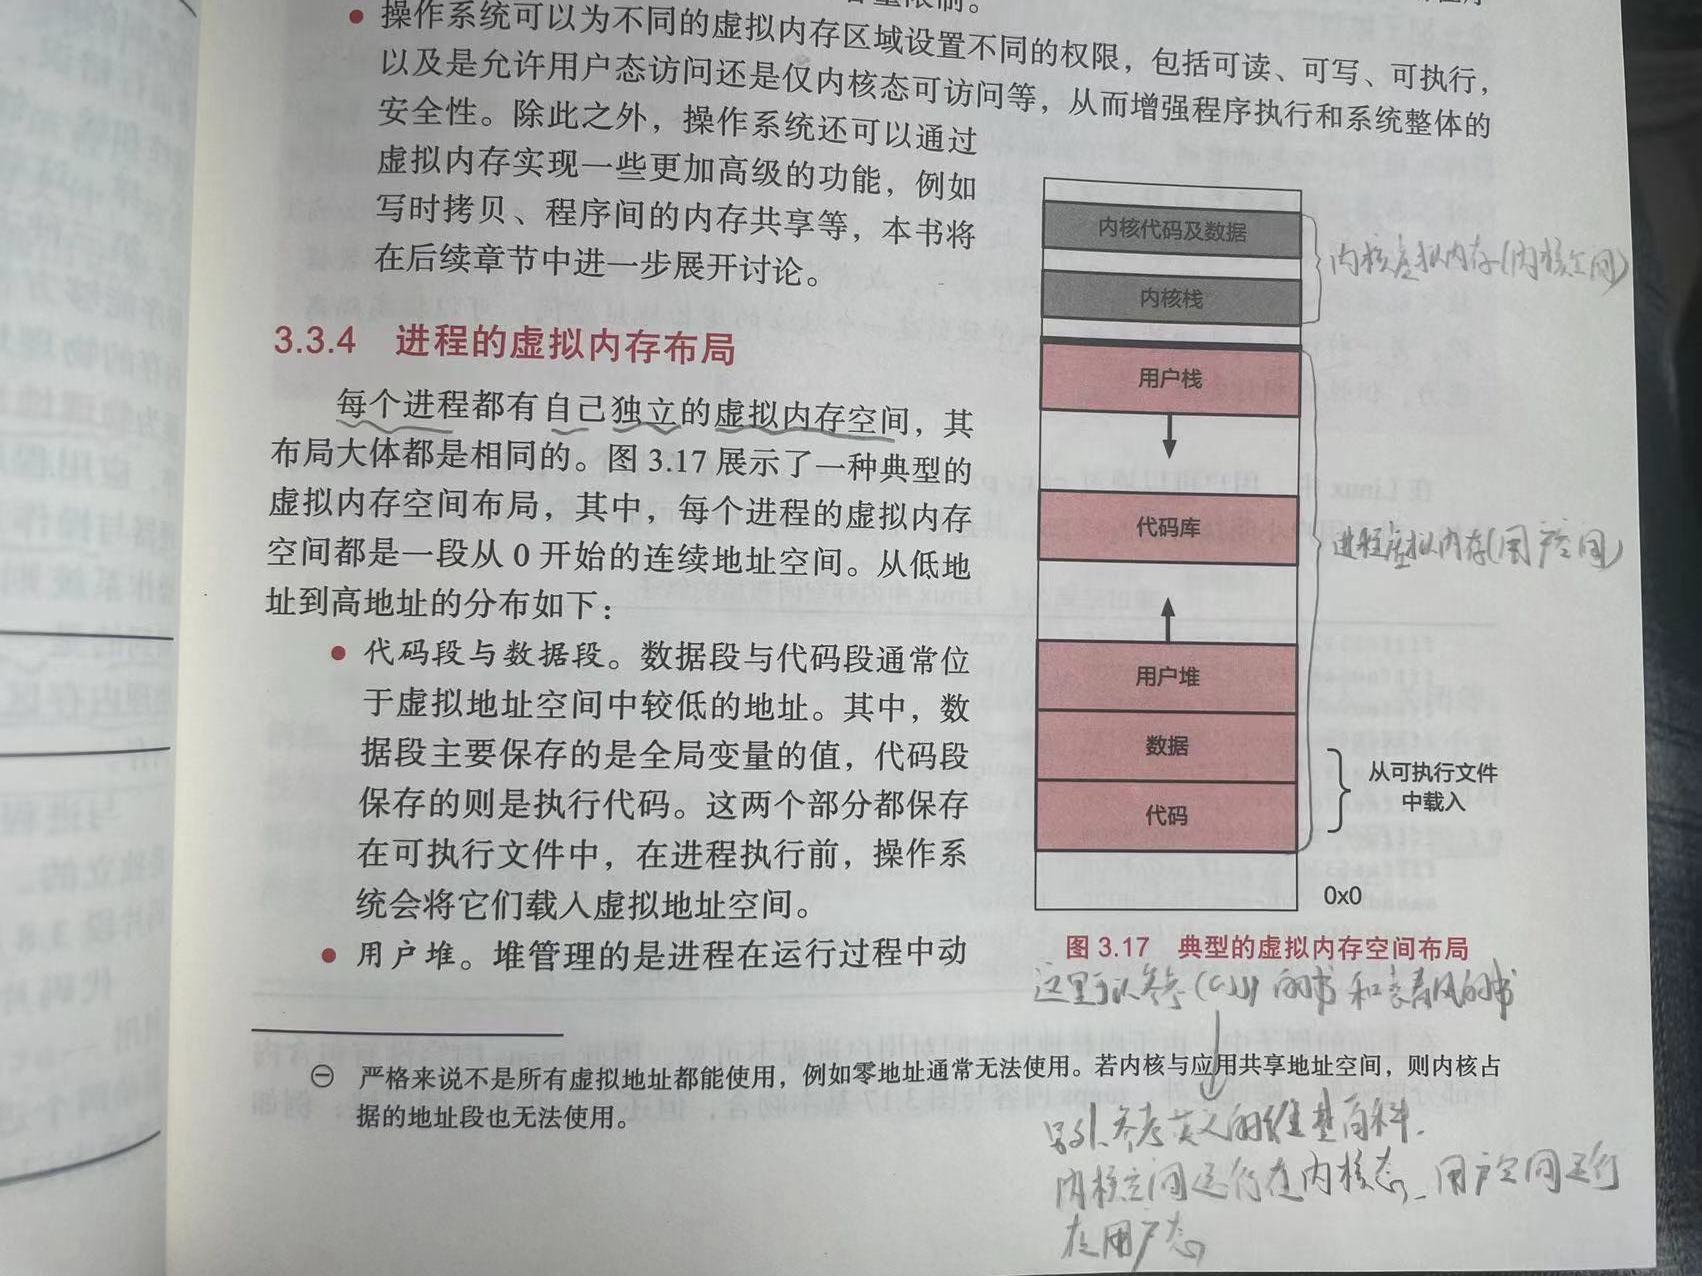 操作系统可以为不同的虚拟内存区域设置不同的权限，包括可读、可写、可执行，
以及是允许用户态访问还是仅内核态可访问等，从而增强程序执行和系统整体的
安全性。除此之外，操作系统还可以通过
虚拟内存实现一些更加高级的功能，例如
写时拷贝、程序间的内存共享等，本书将
在后续章节中进一步展开讨论。
3.3.4 进程的虚拟内存布局
每个进程都有自己独立的虚拟内存空间，其
布局大体都是相同的。图 3.17 展示了一种典型的
虚拟内存空间布局，其中，每个进程的虚拟内存
空间都是一段从 0 开始的连续地址空间。从低地
址到高地址的分布如下：
• 代码段与数据段。数据段与代码段通常位
于虚拟地址空间中较低的地址。其中，数
据段主要保存的是全局变量的值，代码段
保存的则是执行代码。这两个部分都保存
在可执行文件中，在进程执行前，操作系
统会将它们载入虚拟地址空间。
• 用户堆。堆管理的是进程在运行过程中动
内核代码及数据
内核栈
内核虚拟内存(内核空间)
用户栈
代码库
进程虚拟内存(用户空间)
用户堆
数据
代码
从可执行文件
中载入
0x0
图 3.17 典型的虚拟内存空间布局
这里可以参考 的书和 的书
㊀ 严格来说不是所有虚拟地址都能使用，例如零地址通常无法使用。若内核与应用共享地址空间，则内核占
据的地址段也无法使用。
另外参考英文的维基百科.
内核空间运行在内核态、用户空间运行
在用户态